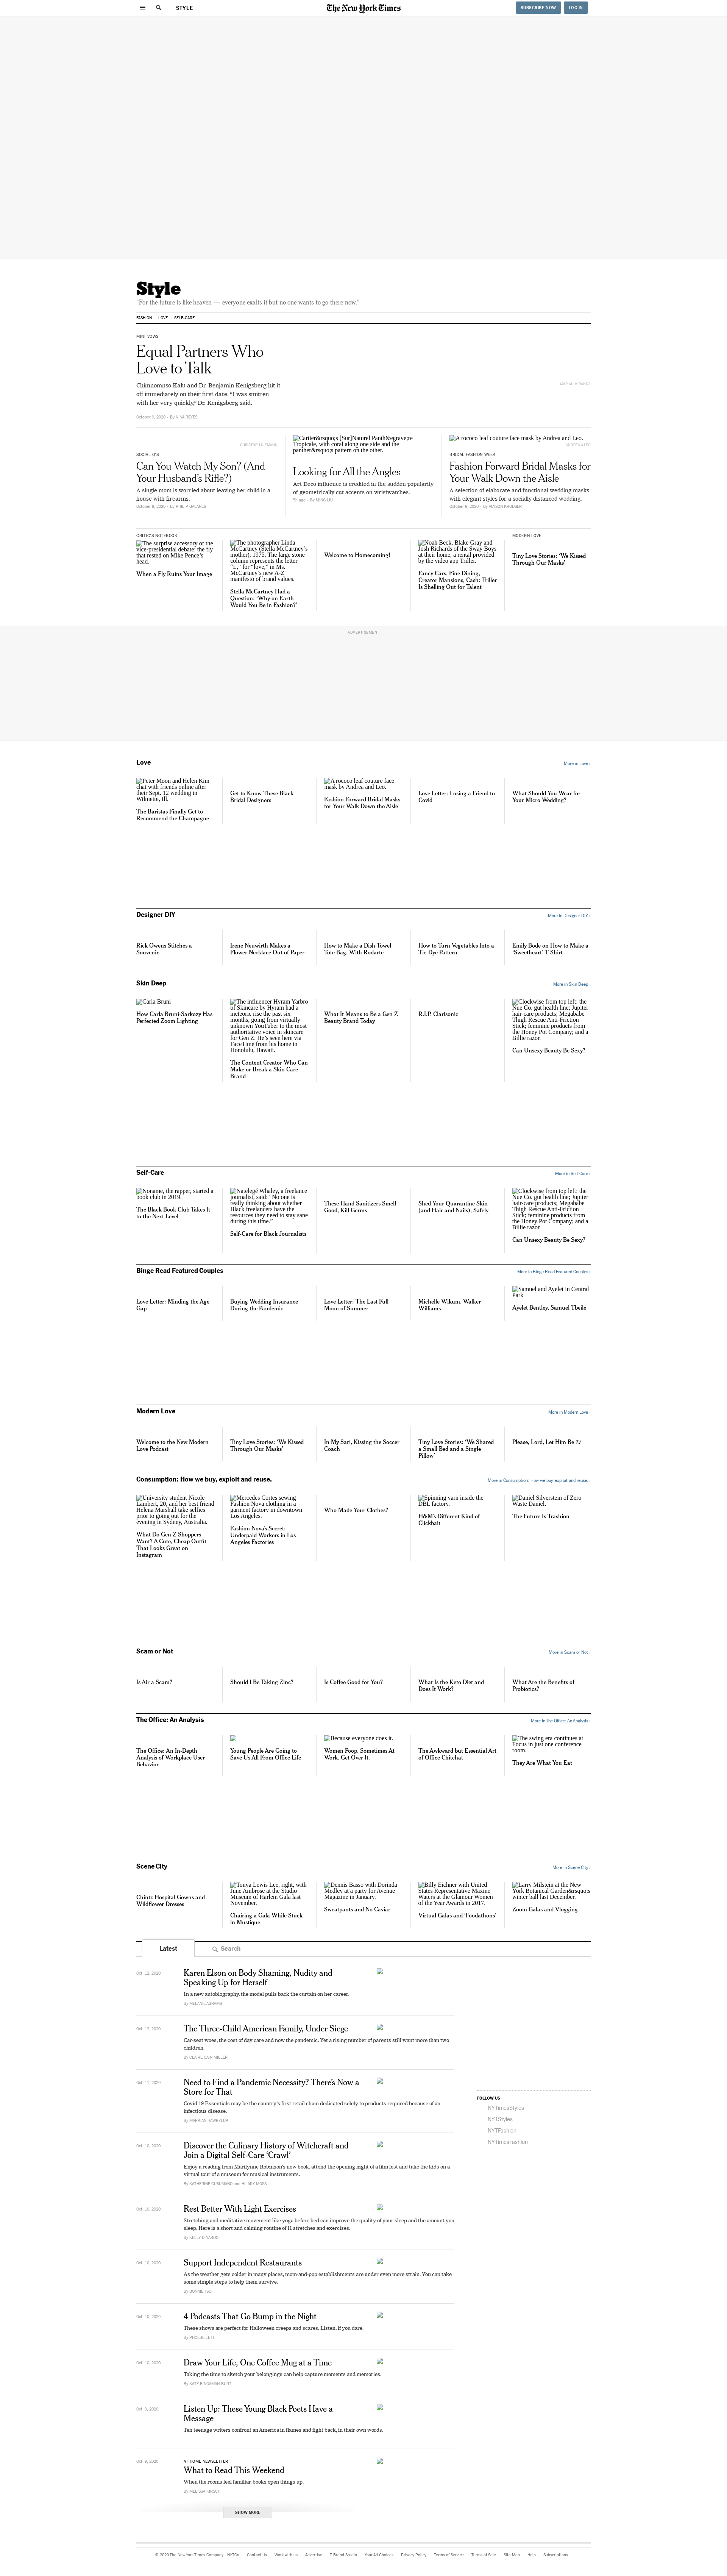 STYLE
The New York Times
SUBSCRIBE NOW
LOG IN
Style
"For the future is like heaven — everyone exalts it but no one wants to go there now."
FASHION
LOVE
SELF-CARE
MINI-VOWS
Equal Partners Who
Love to Talk
Chimnomnso Kalu and Dr. Benjamin Kenigsberg hit it
off immediately on their first date. "I was smitten
with her very quickly," Dr. Kenigsberg said.
October 9, 2020 - By NINA REYES
SOCIAL Q'S
Can You Watch My Son? (And
Your Husband's Rifle?)
A single mom is worried about leaving her child in a
house with firearms.
October 8, 2020 - By PHILIP GALANES
Cartier&rsquo;s [Sur]Naturel Panth&egrave;re
Tropicale, with coral along one side and the
panther&rsquo;s pattern on the other.
Looking for All the Angles
Art Deco influence is credited in the sudden popularity
of geometrically cut accents on wristwatches.
A rococo leaf couture face mask by Andrea and Leo.
ANDREA & LEO
BRIDAL FASHION WEEK
Fashion Forward Bridal Masks for
Your Walk Down the Aisle
A selection of elaborate and functional wedding masks
with elegant styles for a socially distanced wedding.
October 8, 2020 - By ALYSON KRUEGER
CRITIC'S NOTEBOOK
The surprise accessory of the
vice-presidential debate: the fly
that rested on Mike Pence's
head.
When a Fly Ruins Your Image
The photographer Linda
McCartney (Stella McCartney's
mother), 1975. The large stone
column represents the letter
"L," for "love," in Ms.
McCartney's new A-Z
manifesto of brand values.
Stella McCartney Had a
Question: 'Why on Earth
Would You Be in Fashion?'
Welcome to Homecoming!
Noah Beck, Blake Gray and
Josh Richards of the Sway Boys
at their home, a rental provided
by the video app Triller.
Fancy Cars, Fine Dining,
Creator Mansions, Cash: Triller
Is Shelling Out for Talent
MODERN LOVE
Tiny Love Stories: 'We Kissed
Through Our Masks'
ADVERTISEMENT
Love
More in Love ›
Peter Moon and Helen Kim
chat with friends online after
their Sept. 12 wedding in
Wilmette, Ill.
The Baristas Finally Get to
Recommend the Champagne
Get to Know These Black
Bridal Designers
A rococo leaf couture face
mask by Andrea and Leo.
Fashion Forward Bridal Masks
for Your Walk Down the Aisle
Love Letter: Losing a Friend to
Covid
What Should You Wear for
Your Micro Wedding?
Designer DIY
More in Designer DIY ›
Rick Owens Stitches a
Souvenir
Irene Neuwirth Makes a
Flower Necklace Out of Paper
How to Make a Dish Towel
Tote Bag, With Rodarte
How to Turn Vegetables Into a
Tie-Dye Pattern
Emily Bode on How to Make a
'Sweetheart' T-Shirt
Skin Deep
More in Skin Deep ›
Carla Bruni
How Carla Bruni-Sarkozy Has
Perfected Zoom Lighting
The influencer Hyram Yarbro
of Skincare by Hyram had a
meteoric rise the past six
months, going from virtually
unknown YouTube to the most
authoritative voice in skincare
for Gen Z. He's seen here via
FaceTime from his home in
Honolulu, Hawaii.
The Content Creator Who Can
Make or Break a Skin Care
Brand
What It Means to Be a Gen Z
Beauty Brand Today
R.I.P. Clarisonic
Clockwise from top left: the
Nue Co. gut health line; Jupiter
hair-care products; Megababe
Thigh Rescue Anti-Friction
Stick; feminine products from
the Honey Pot Company; and a
Billie razor.
Can Unsexy Beauty Be Sexy?
Self-Care
More in Self-Care ›
Noname, the rapper, started a
book club in 2019.
The Black Book Club Takes It
to the Next Level
Natelegé Whaley, a freelance
journalist, said: "No one is
really thinking about whether
Black freelancers have the
resources they need to stay sane
during this time."
Self-Care for Black Journalists
These Hand Sanitizers Smell
Good, Kill Germs
Shed Your Quarantine Skin
(and Hair and Nails), Safely
Clockwise from top left: the
Nue Co. gut health line; Jupiter
hair-care products; Megababe
Thigh Rescue Anti-Friction
Stick; feminine products from
the Honey Pot Company; and a
Billie razor.
Can Unsexy Beauty Be Sexy?
Binge Read Featured Couples
More in Binge Read Featured Couples ›
Love Letter: Minding the Age
Gap
Buying Wedding Insurance
During the Pandemic
Love Letter: The Last Full
Moon of Summer
Michelle Wikum, Walker
Williams
Samuel and Ayelet in Central
Park
Ayelet Bentley, Samuel Tbeile
Modern Love
More in Modern Love ›
Welcome to the New Modern
Love Podcast
Tiny Love Stories: 'We Kissed
Through Our Masks'
In My Sari, Kissing the Soccer
Coach
Tiny Love Stories: 'We Shared
a Small Bed and a Single
Pillow'
Please, Lord, Let Him Be 27
Consumption: How we buy, exploit and reuse.
More in Consumption: How we buy, exploit and reuse. ›
University student Nicole
Lambert, 20, and her best friend
Helena Marshall take selfies
prior to going out for the
evening in Sydney, Australia.
What Do Gen Z Shoppers
Want? A Cute, Cheap Outfit
That Looks Great on
Instagram
Mercedes Cortes sewing
Fashion Nova clothing in a
garment factory in downtown
Los Angeles.
Fashion Nova's Secret:
Underpaid Workers in Los
Angeles Factories
Who Made Your Clothes?
Spinning yarn inside the
DBL factory.
H&M's Different Kind of
Clickbait
Daniel Silverstein of Zero
Waste Daniel.
The Future Is Trashion
Scam or Not
More in Scam or Not ›
Is Air a Scam?
Should I Be Taking Zinc?
Is Coffee Good for You?
What Is the Keto Diet and
Does It Work?
What Are the Benefits of
Probiotics?
The Office: An Analysis
More in The Office: An Analysis ›
The Office: An In-Depth
Analysis of Workplace User
Behavior
Young People Are Going to
Save Us All From Office Life
Because everyone does it.
Women Poop. Sometimes At
Work. Get Over It.
The Awkward but Essential Art
of Office Chitchat
The swing era continues at
Focus in just one conference
room.
They Are What You Eat
Scene City
More in Scene City ›
Chintz Hospital Gowns and
Wildflower Dresses
Tonya Lewis Lee, right, with
June Ambrose at the Studio
Museum of Harlem Gala last
November.
Chairing a Gala While Stuck
in Mustique
Dennis Basso with Dorinda
Medley at a party for Avenue
Magazine in January.
Sweatpants and No Caviar
Billy Eichner with United
States Representative Maxine
Waters at the Glamour Women
of the Year Awards in 2017.
Virtual Galas and 'Foodathons'
Larry Milstein at the New
York Botanical Garden&rsquo;s
winter ball last December.
Zoom Galas and Vlogging
Latest
Search
Oct. 12, 2020
Karen Elson on Body Shaming, Nudity and
Speaking Up for Herself
In a new autobiography, the model pulls back the curtain on her career.
Oct. 12, 2020
The Three-Child American Family, Under Siege
Car-seat woes, the cost of day care and now the pandemic. Yet a rising number of parents still want more than two
children.
By CLAIRE CAIN MILLER
Oct. 11, 2020
Need to Find a Pandemic Necessity? There's Now a
Store for That
Covid-19 Essentials may be the country's first retail chain dedicated solely to products required because of an
infectious disease.
Oct. 10, 2020
Discover the Culinary History of Witchcraft and
Join a Digital Self-Care 'Crawl'
Enjoy a reading from Marilynne Robinson's new book, attend the opening night of a film fest and take the kids on a
virtual tour of a museum for musical instruments.
Oct. 10, 2020
Rest Better With Light Exercises
Stretching and meditative movement like yoga before bed can improve the quality of your sleep and the amount you
sleep. Here is a short and calming routine of 11 stretches and exercises.
Oct. 10, 2020
Support Independent Restaurants
As the weather gets colder in many places, mom-and-pop establishments are under even more strain. You can take
some simple steps to help them survive.
By BONNIE TSUI
Oct. 10, 2020
4 Podcasts That Go Bump in the Night
These shows are perfect for Halloween creeps and scares. Listen, if you dare.
By PHOEBE LETT
Oct. 10, 2020
Draw Your Life, One Coffee Mug at a Time
Taking the time to sketch your belongings can help capture moments and memories.
Oct. 9, 2020
Listen Up: These Young Black Poets Have a
Message
Ten teenage writers confront an America in flames and fight back, in their own words.
Oct. 9, 2020
AT HOME NEWSLETTER
What to Read This Weekend
When the rooms feel familiar, books open things up.
By MELISSA KIRSCH
SHOW MORE
FOLLOW US
NYTimesStyles
NYTStyles
NYTFashion
NYTimesFashion
© 2020 The New York Times Company
NYTCo
Contact Us
Work with us
Advertise
T Brand Studio
Your Ad Choices
Privacy Policy
Terms of Service
Terms of Sale
Site Map
Help
Subscriptions